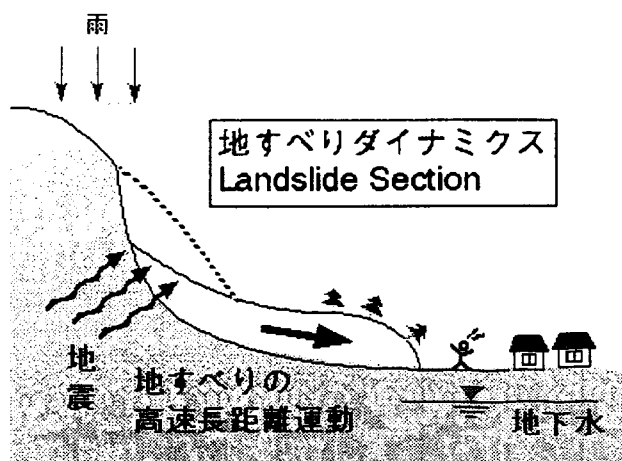 雨
地すべりダイナミクス
Landslide Section
地震
地すべりの
高速長距離運動
地下水